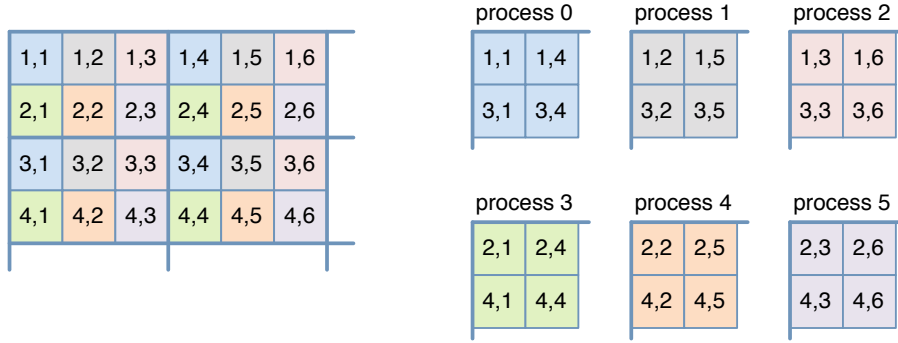 process 0 process 1 process 2
1,1 1,2 1,3 1,4 1,5 1,6 1,1 1,4 1,2 1,5 1,3 1,6
2,1 2,2 2,3 2,4 2,5 2,6 3,1 3,4 3,2 3,5 3,3 3,6
3,1 3,2 3,3 3,4 3,5 3,6
4,1 4,2 4,3 4,4 4,5 4,6
process 3 process 4 process 5
2,1 2,4 2,2 2,5 2,3 2,6
4,1 4,4 4,2 4,5 4,3 4,6